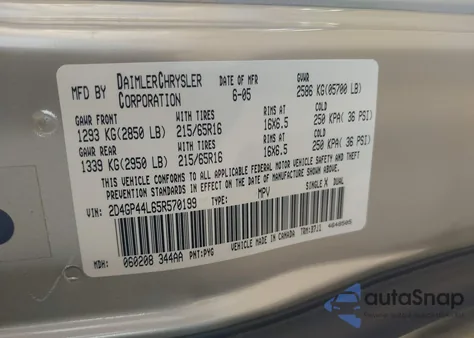 MFD BY DAIMLERCHRYSLER CORPORATION DATE OF MFR 6-05 GVWR 2586 KG(05700 LB)
GAWR FRONT WITH TIRES RIMS AT COLD
1293 KG(2850 LB) 215/65R16 16X6.5 250 KPA( 36 PSI)
GAWR REAR WITH TIRES RIMS AT COLD
1339 KG(2950 LB) 215/65R16 16X6.5 250 KPA( 36 PSI)
THIS VEHICLE CONFORMS TO ALL APPLICABLE FEDERAL MOTOR VEHICLE SAFETY AND THEFT
PREVENTION STANDARDS IN EFFECT ON THE DATE OF MANUFACTURE SHOWN ABOVE.
VIN: 2D4GP44L65R570199 TYPE: MPV SINGLE X DUAL
MDH: 060208 344AA PNT:PYG VEHICLE MADE IN CANADA
autoSnap